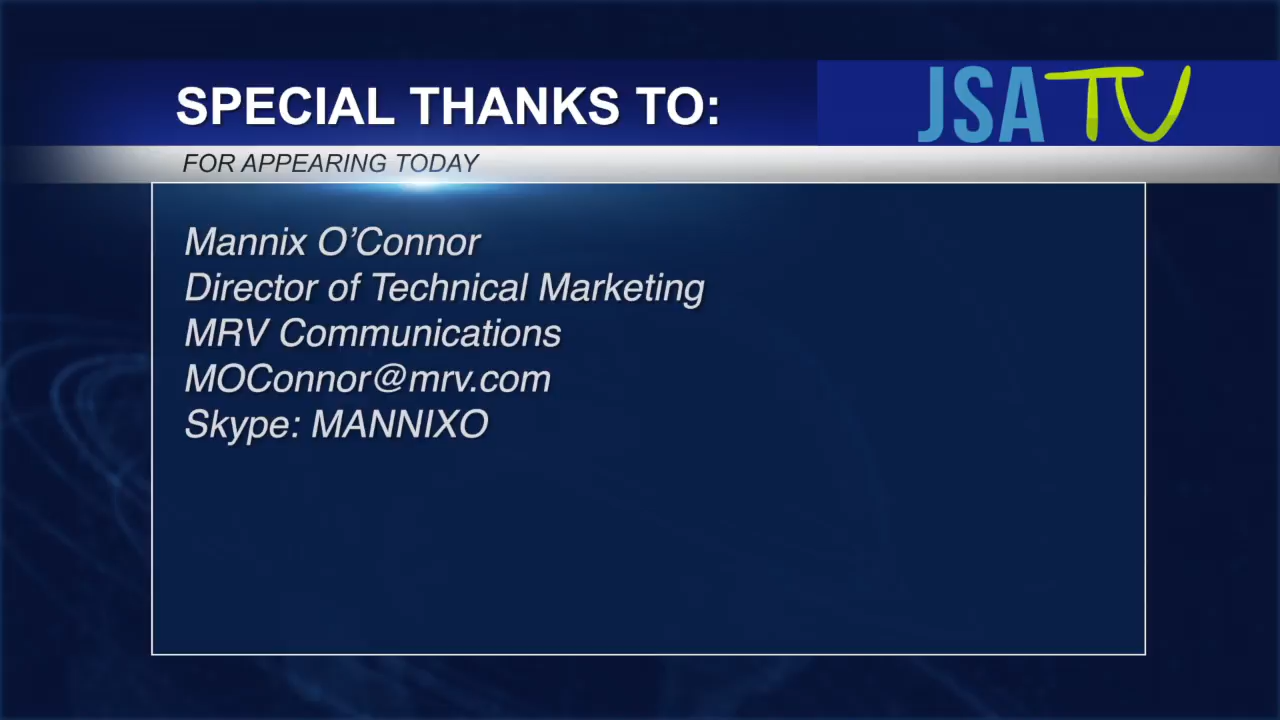 SPECIAL THANKS TO:
JSA TV
FOR APPEARING TODAY
Mannix O’Connor
Director of Technical Marketing
MRV Communications
MOConnor@mrv.com
Skype: MANNIXO